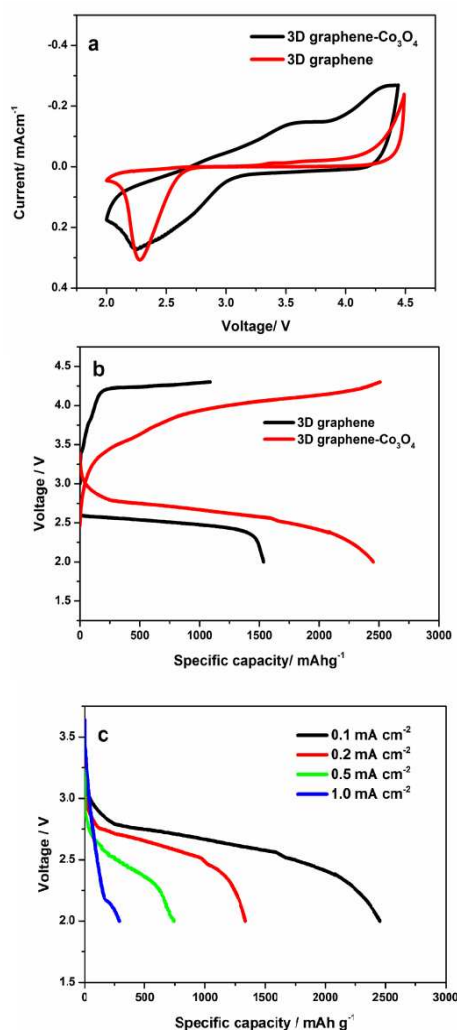 a
3D graphene-Co₃O₄
3D graphene
Current/ mAcm⁻¹
-0.4
-0.2
0.0
0.2
0.4
2.0 2.5 3.0 3.5 4.0 4.5
Voltage/ V
b
3D graphene
3D graphene-Co₃O₄
Voltage / V
4.5
4.0
3.5
3.0
2.5
2.0
1.5
0 500 1000 1500 2000 2500 3000
Specific capacity/ mAhg⁻¹
c
0.1 mA cm⁻²
0.2 mA cm⁻²
0.5 mA cm⁻²
1.0 mA cm⁻²
Voltage / V
3.5
3.0
2.5
2.0
1.5
0 500 1000 1500 2000 2500 3000
Specific capacity / mAh g⁻¹